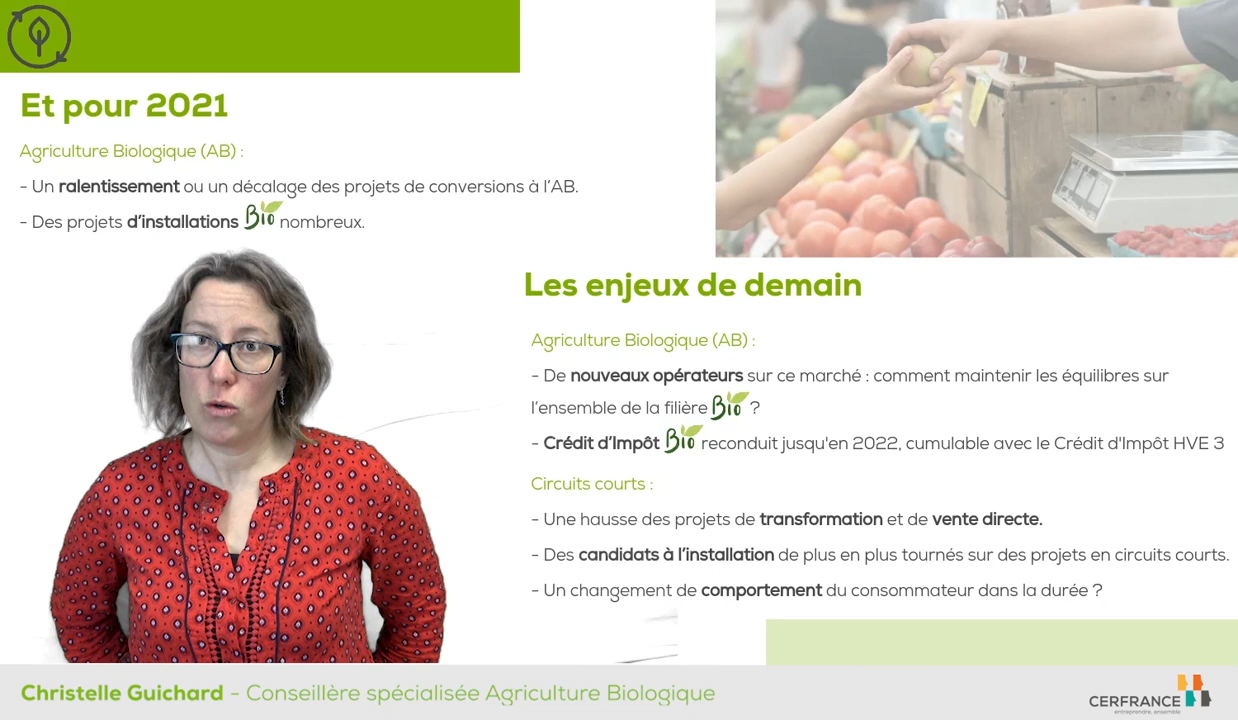 Et pour 2021
Agriculture Biologique (AB) :
- Un ralentissement ou un décalage des projets de conversions à l'AB.
- Des projets d'installations Bio nombreux.
Les enjeux de demain
Agriculture Biologique (AB) :
- De nouveaux opérateurs sur ce marché : comment maintenir les équilibres sur
l'ensemble de la filière Bio ?
- Crédit d'Impôt Bio reconduit jusqu'en 2022, cumulable avec le Crédit d'Impôt HVE 3
Circuits courts :
- Une hausse des projets de transformation et de vente directe.
- Des candidats à l'installation de plus en plus tournés sur des projets en circuits courts.
- Un changement de comportement du consommateur dans la durée ?
Christelle Guichard - Conseillère spécialisée Agriculture Biologique
CERFRANCE
entreprendre, ensemble